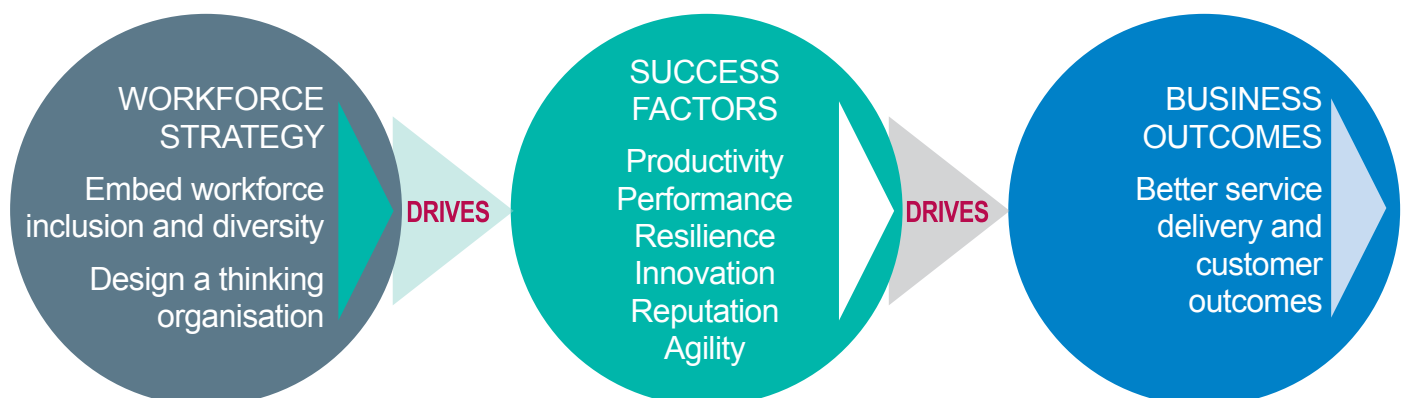 WORKFORCE
STRATEGY
Embed workforce
inclusion and diversity
Design a thinking
organisation
DRIVES
SUCCESS
FACTORS
Productivity
Performance
Resilience
Innovation
Reputation
Agility
DRIVES
BUSINESS
OUTCOMES
Better service
delivery and
customer
outcomes